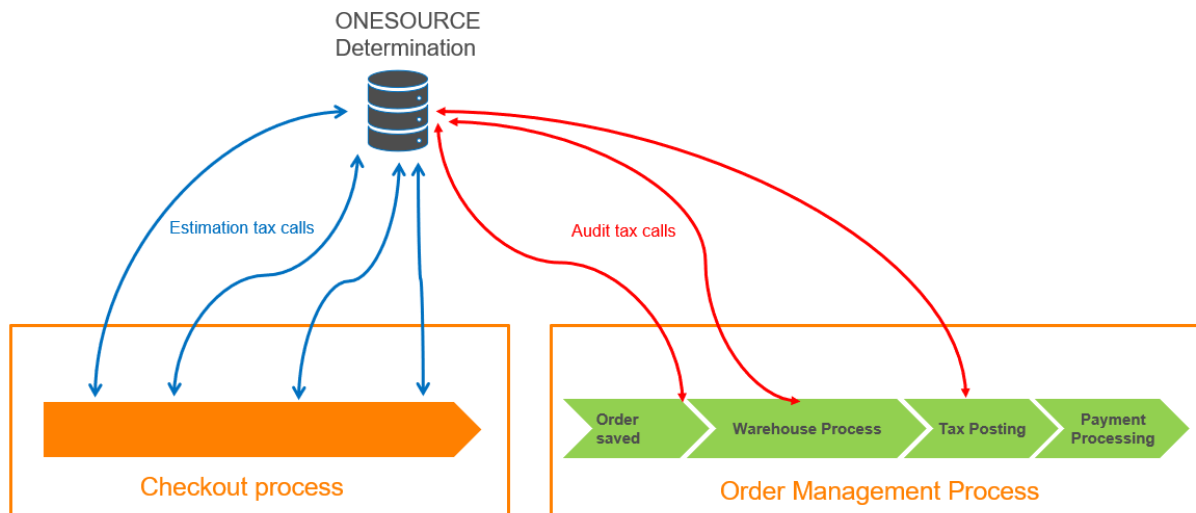 ONESOURCE
Determination
Estimation tax calls
Audit tax calls
Order
saved
Warehouse Process
Tax Posting
Payment
Processing
Checkout process
Order Management Process